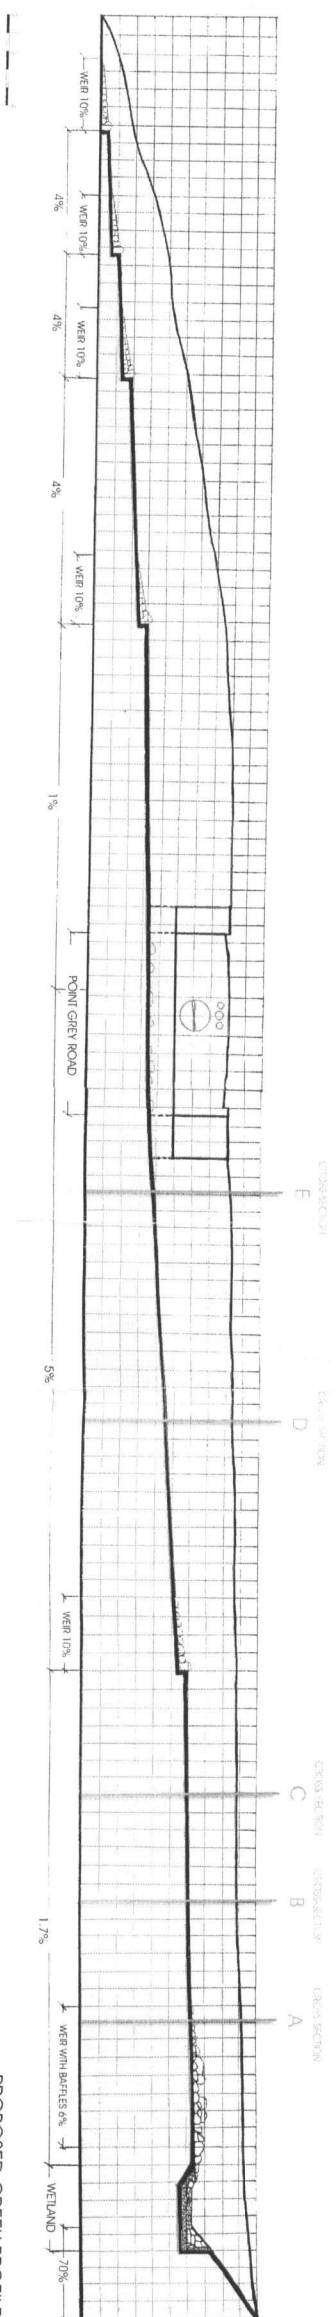 WEIR 10%
4%
WEIR 10%
4%
WEIR 10%
4%
WEIR 10%
1%
POINT GREY ROAD
CROSS SECTION
E
5%
CROSS SECTION
D
WEIR 10%
CROSS SECTION
C
CROSS SECTION
B
1.7%
CROSS SECTION
A
WEIR WITH BAFFLES 6%
WETLAND
70%
PROPOSED CREEK PROFILE